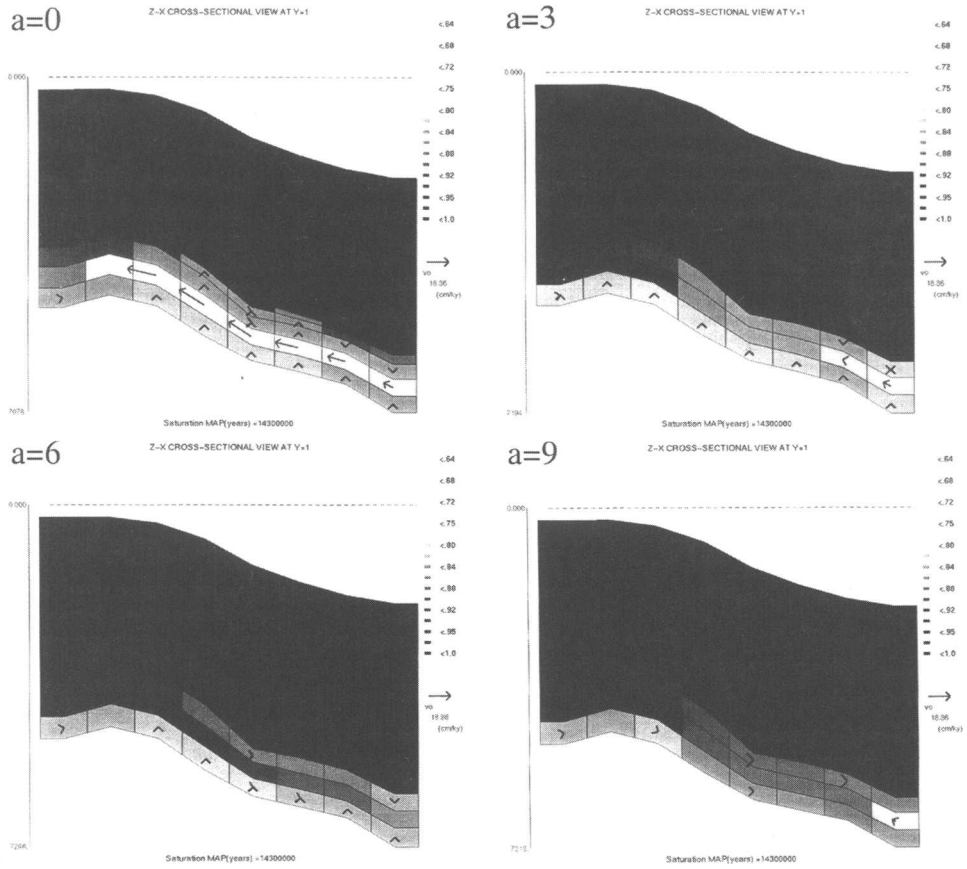 a=0
Z-X CROSS-SECTIONAL VIEW AT Y=1
<.64
<.68
<.72
<.75
<.80
<.84
<.88
<.92
<.95
<1.0
0.000
vo
18.36
(cm/ky)
Saturation MAP(years) =14300000
a=3
Z-X CROSS-SECTIONAL VIEW AT Y=1
<.64
<.68
<.72
<.75
<.80
<.84
<.88
<.92
<.95
<1.0
0.000
vo
18.36
(cm/ky)
Saturation MAP(years) =14300000
a=6
Z-X CROSS-SECTIONAL VIEW AT Y=1
<.64
<.68
<.72
<.75
<.80
<.84
<.88
<.92
<.95
<1.0
0.000
vo
18.36
(cm/ky)
Saturation MAP(years) =14300000
a=9
Z-X CROSS-SECTIONAL VIEW AT Y=1
<.64
<.68
<.72
<.75
<.80
<.84
<.88
<.92
<.95
<1.0
0.000
vo
18.36
(cm/ky)
Saturation MAP(years) =14300000